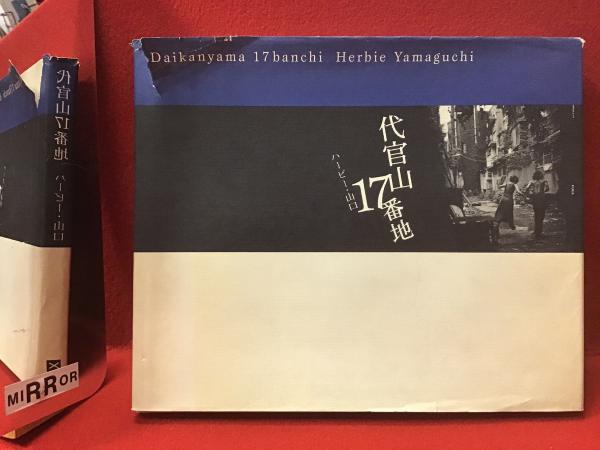 Daikanyama 17banchi Herbie Yamaguchi
代官山
17番地
ハービー・山口
代官山17番地 ハービー・山口
MIRROR